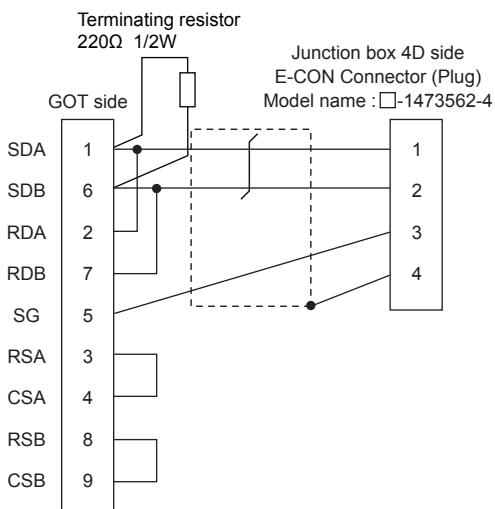 Terminating resistor
220Ω 1/2W
Junction box 4D side
E-CON Connector (Plug)
Model name : □-1473562-4
GOT side
SDA 1 1
SDB 6 2
RDA 2 3
RDB 7 4
SG 5
RSA 3
CSA 4
RSB 8
CSB 9